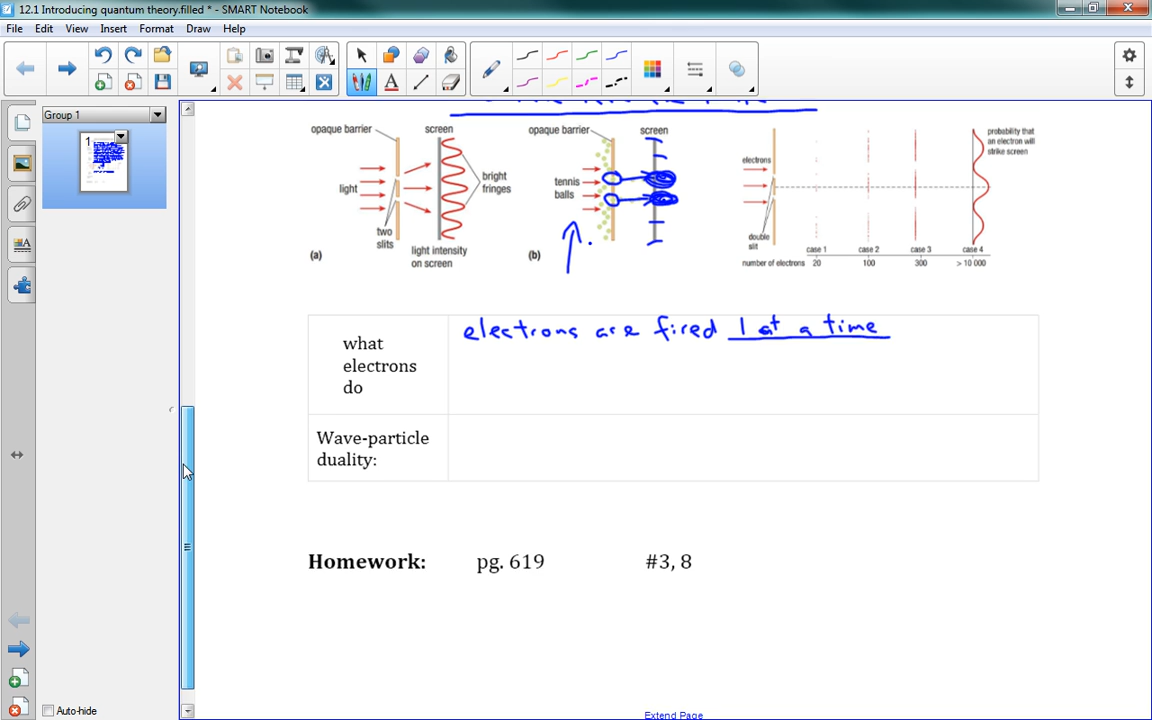 12.1 Introducing quantum theory.filled * - SMART Notebook
File Edit View Insert Format Draw Help
Group 1
1
opaque barrier
screen
light
two
slits
bright
fringes
light intensity
on screen
(a)
opaque barrier
screen
tennis
balls
(b)
electrons
double
slit
probability that
an electron will
strike screen
case 1 case 2 case 3 case 4
number of electrons 20 100 300 > 10 000
what
electrons
do
electrons are fired 1 at a time
Wave-particle
duality:
Homework: pg. 619 #3, 8
Extend Page
Auto-hide